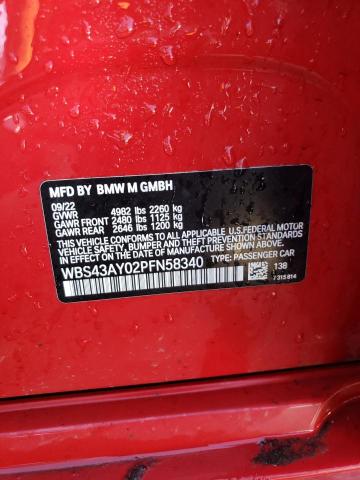 MFD BY BMW M GMBH
09/22
GVWR 4982 lbs 2260 kg
GAWR FRONT 2480 lbs 1125 kg
GAWR REAR 2646 lbs 1200 kg
THIS VEHICLE CONFORMS TO ALL APPLICABLE U.S. FEDERAL MOTOR
VEHICLE SAFETY, BUMPER, AND THEFT PREVENTION STANDARDS
IN EFFECT ON THE DATE OF MANUFACTURE SHOWN ABOVE.
WBS43AY02PFN58340 TYPE: PASSENGER CAR
138
7315814